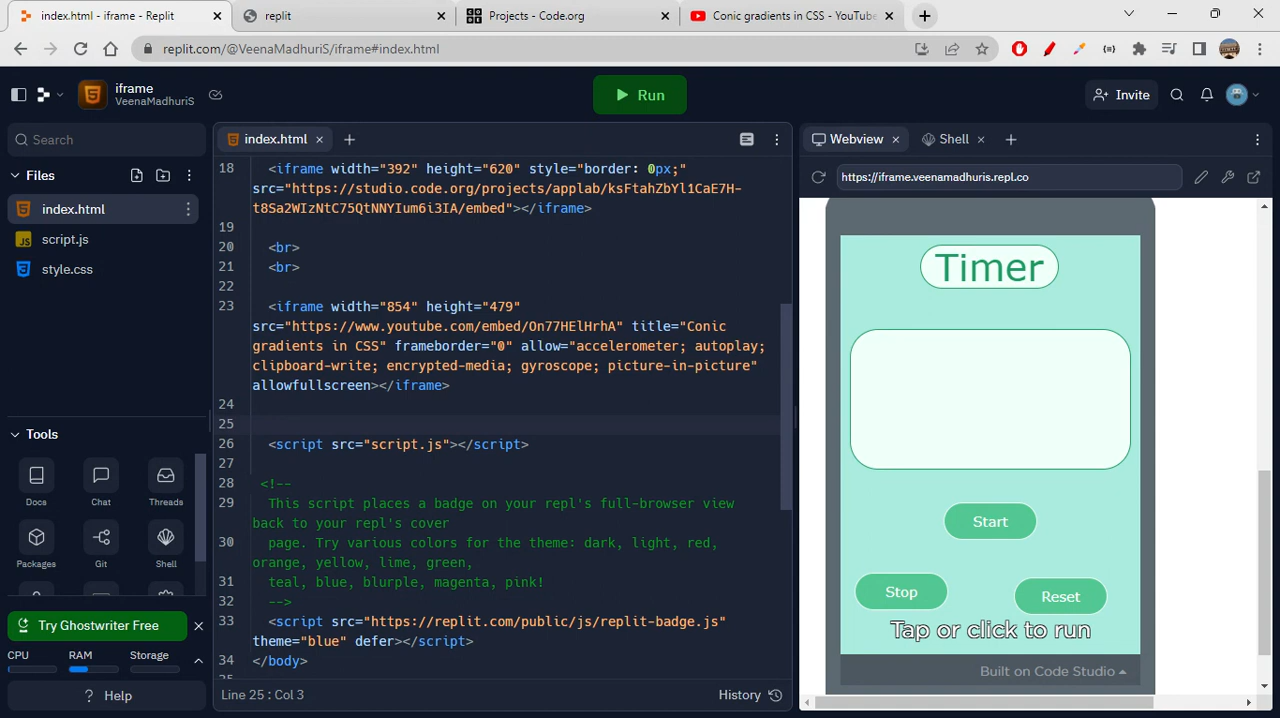 index.html - iframe - Replit
replit
Projects - Code.org
Conic gradients in CSS - YouTube
replit.com/@VeenaMadhuriS/iframe#index.html
iframe
VeenaMadhuriS
Run
Invite
Search
Files
index.html
script.js
style.css
Tools
Docs
Chat
Threads
Packages
Git
Shell
Try Ghostwriter Free
CPU
RAM
Storage
? Help
index.html
18 <iframe width="392" height="620" style="border: 0px;"
src="https://studio.code.org/projects/applab/ksFtahZbYl1CaE7H-
t8Sa2WIzNtC75QtNNYIum6i3IA/embed"></iframe>
19
20 <br>
21 <br>
22
23 <iframe width="854" height="479"
src="https://www.youtube.com/embed/On77HElHrhA" title="Conic
gradients in CSS" frameborder="0" allow="accelerometer; autoplay;
clipboard-write; encrypted-media; gyroscope; picture-in-picture"
allowfullscreen></iframe>
24
25
26 <script src="script.js"></script>
27
28 <!--
29 This script places a badge on your repl's full-browser view
back to your repl's cover
30 page. Try various colors for the theme: dark, light, red,
orange, yellow, lime, green,
31 teal, blue, blurple, magenta, pink!
32 -->
33 <script src="https://replit.com/public/js/replit-badge.js"
theme="blue" defer></script>
34 </body>
Line 25 : Col 3
History
Webview
Shell
https://iframe.veenamadhuris.repl.co
Timer
Start
Stop
Reset
Tap or click to run
Built on Code Studio